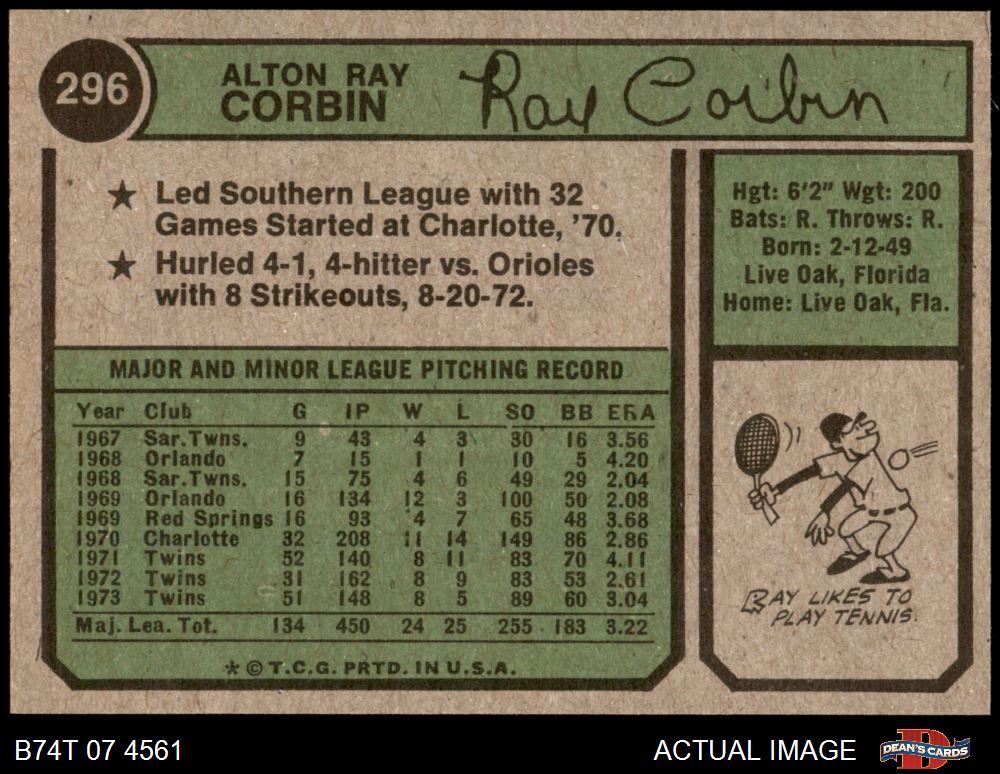 296
ALTON RAY
CORBIN
Ray Corbin
★ Led Southern League with 32
Games Started at Charlotte, '70.
★ Hurled 4-1, 4-hitter vs. Orioles
with 8 Strikeouts, 8-20-72.
Hgt: 6'2" Wgt: 200
Bats: R. Throws: R.
Born: 2-12-49
Live Oak, Florida
Home: Live Oak, Fla.
MAJOR AND MINOR LEAGUE PITCHING RECORD
Year Club G IP W L SO BB ERA
1967 Sar. Twns. 9 43 4 3 30 16 3.56
1968 Orlando 7 15 1 1 10 5 4.20
1968 Sar. Twns. 15 75 4 6 49 29 2.04
1969 Orlando 16 134 12 3 100 50 2.08
1969 Red Springs 16 93 4 7 65 48 3.68
1970 Charlotte 32 208 11 14 149 86 2.86
1971 Twins 52 140 8 11 83 70 4.11
1972 Twins 31 162 8 9 83 53 2.61
1973 Twins 51 148 8 5 89 60 3.04
Maj. Lea. Tot. 134 450 24 25 255 183 3.22
* © T.C.G. PRTD. IN U.S.A.
RAY LIKES TO
PLAY TENNIS.
B74T 07 4561
ACTUAL IMAGE
DEAN'S CARDS